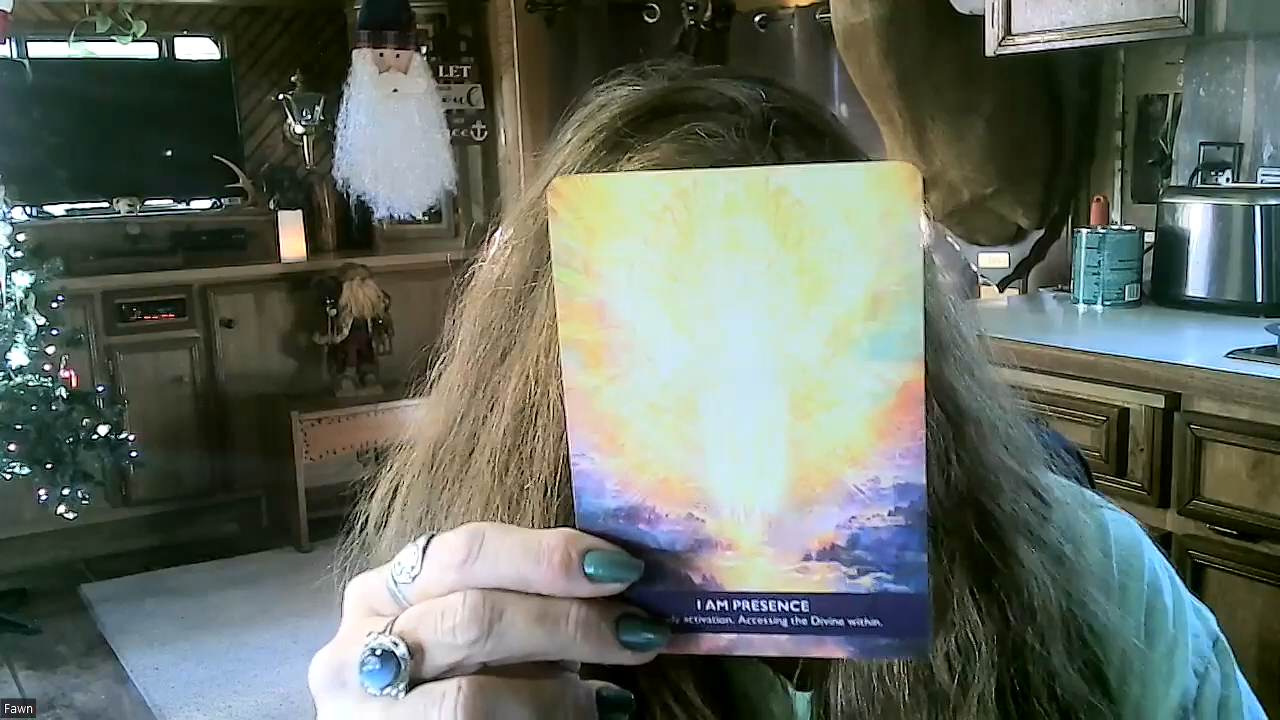 LET
I AM PRESENCE
activation. Accessing the Divine within.
Fawn